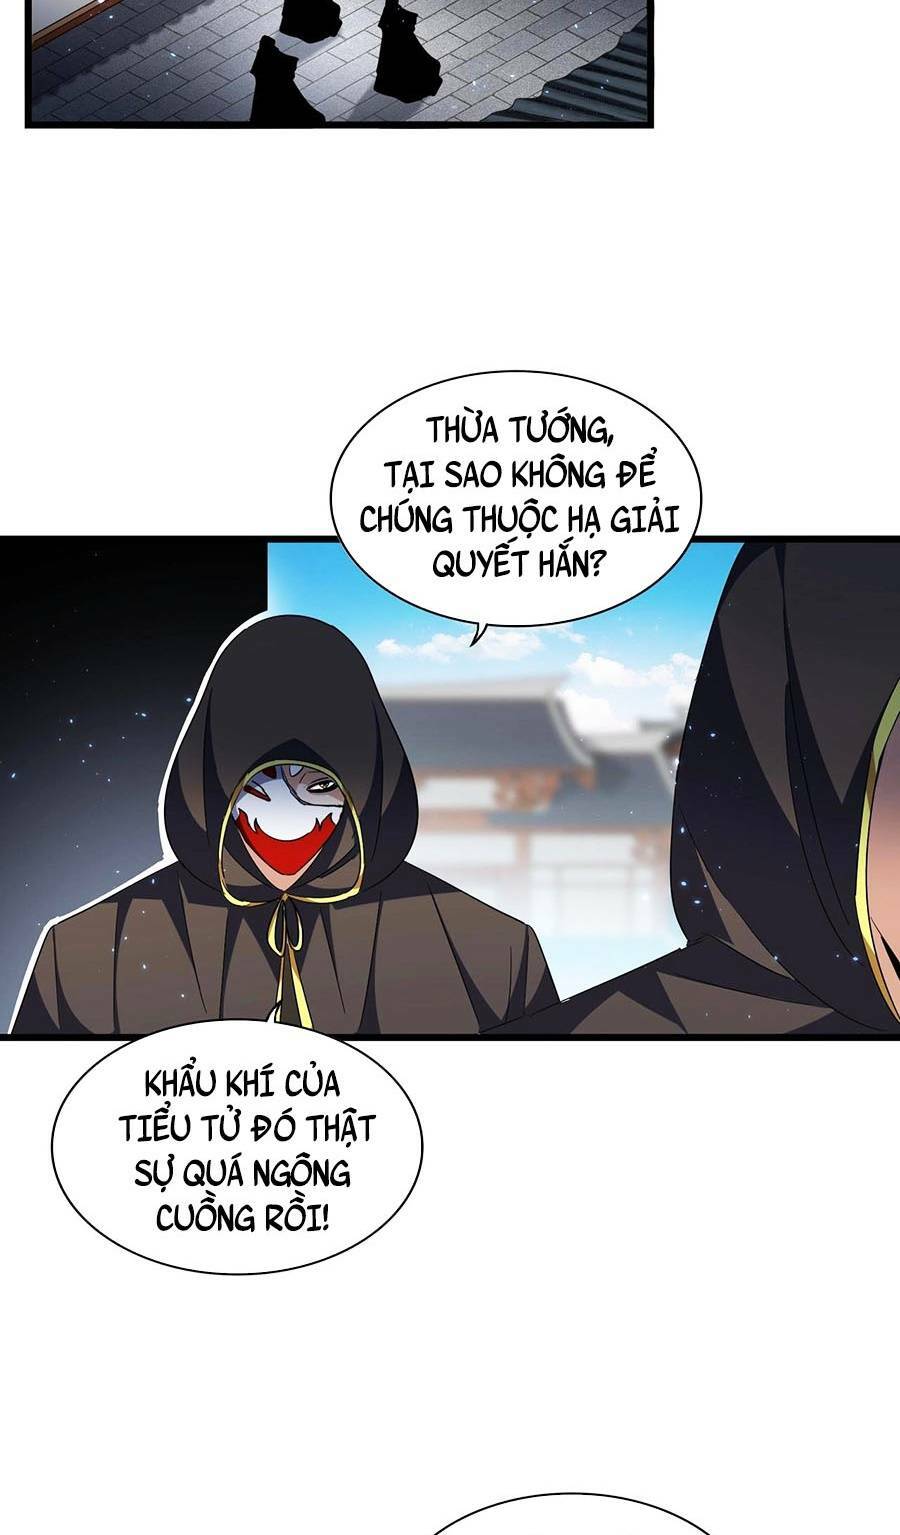 THỪA TƯỚNG,
TẠI SAO KHÔNG ĐỂ
CHÚNG THUỘC HẠ GIẢI
QUYẾT HẮN?
KHẨU KHÍ CỦA
TIỂU TỬ ĐÓ THẬT
SỰ QUÁ NGÔNG
CUỒNG RỒI!